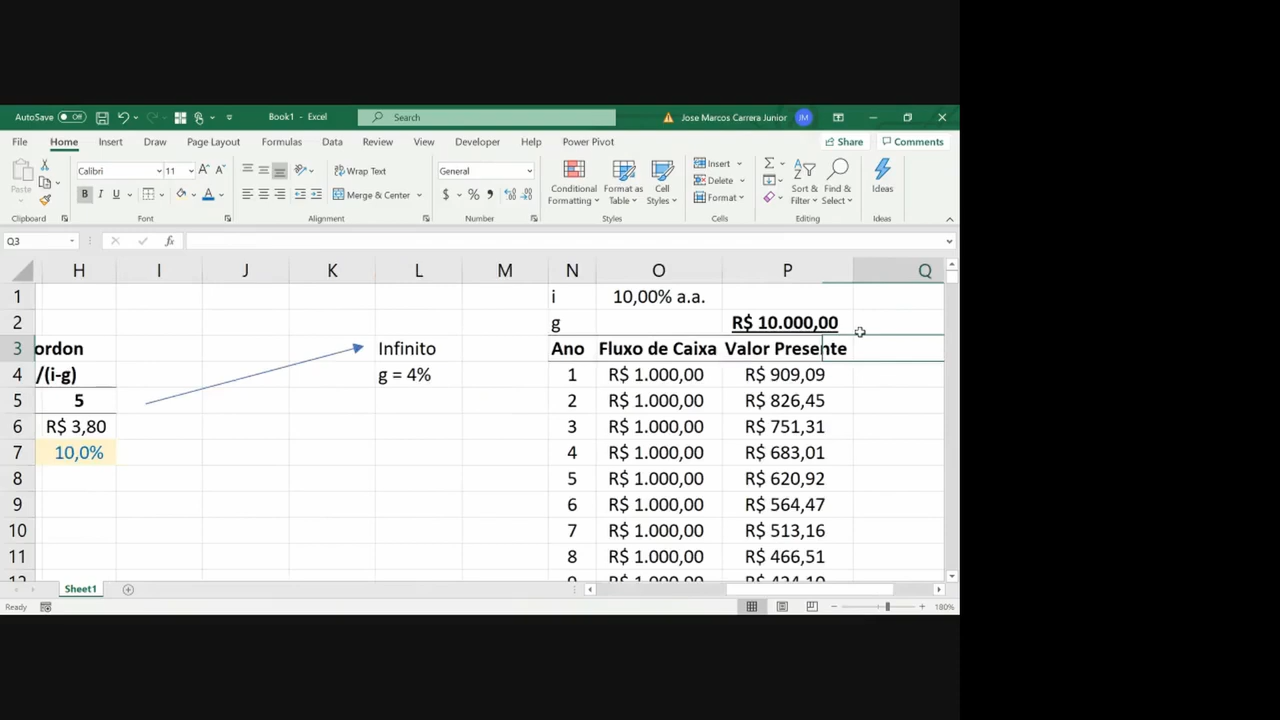 AutoSave Off Book1 - Excel Search Jose Marcos Carrera Junior JM
File Home Insert Draw Page Layout Formulas Data Review View Developer Help Power Pivot Share Comments
Paste Calibri 11 Wrap Text General Conditional Formatting Format as Table Cell Styles Insert Delete Format Sort & Filter Find & Select Ideas
B I U Merge & Center $ %
Clipboard Font Alignment Number Styles Cells Editing Ideas
Q3 fx
H I J K L M N O P Q
1 i 10,00% a.a.
2 g R$ 10.000,00
3 ordon Infinito Ano Fluxo de Caixa Valor Presente
4 /(i-g) g = 4% 1 R$ 1.000,00 R$ 909,09
5 5 2 R$ 1.000,00 R$ 826,45
6 R$ 3,80 3 R$ 1.000,00 R$ 751,31
7 10,0% 4 R$ 1.000,00 R$ 683,01
8 5 R$ 1.000,00 R$ 620,92
9 6 R$ 1.000,00 R$ 564,47
10 7 R$ 1.000,00 R$ 513,16
11 8 R$ 1.000,00 R$ 466,51
Sheet1
Ready 180%